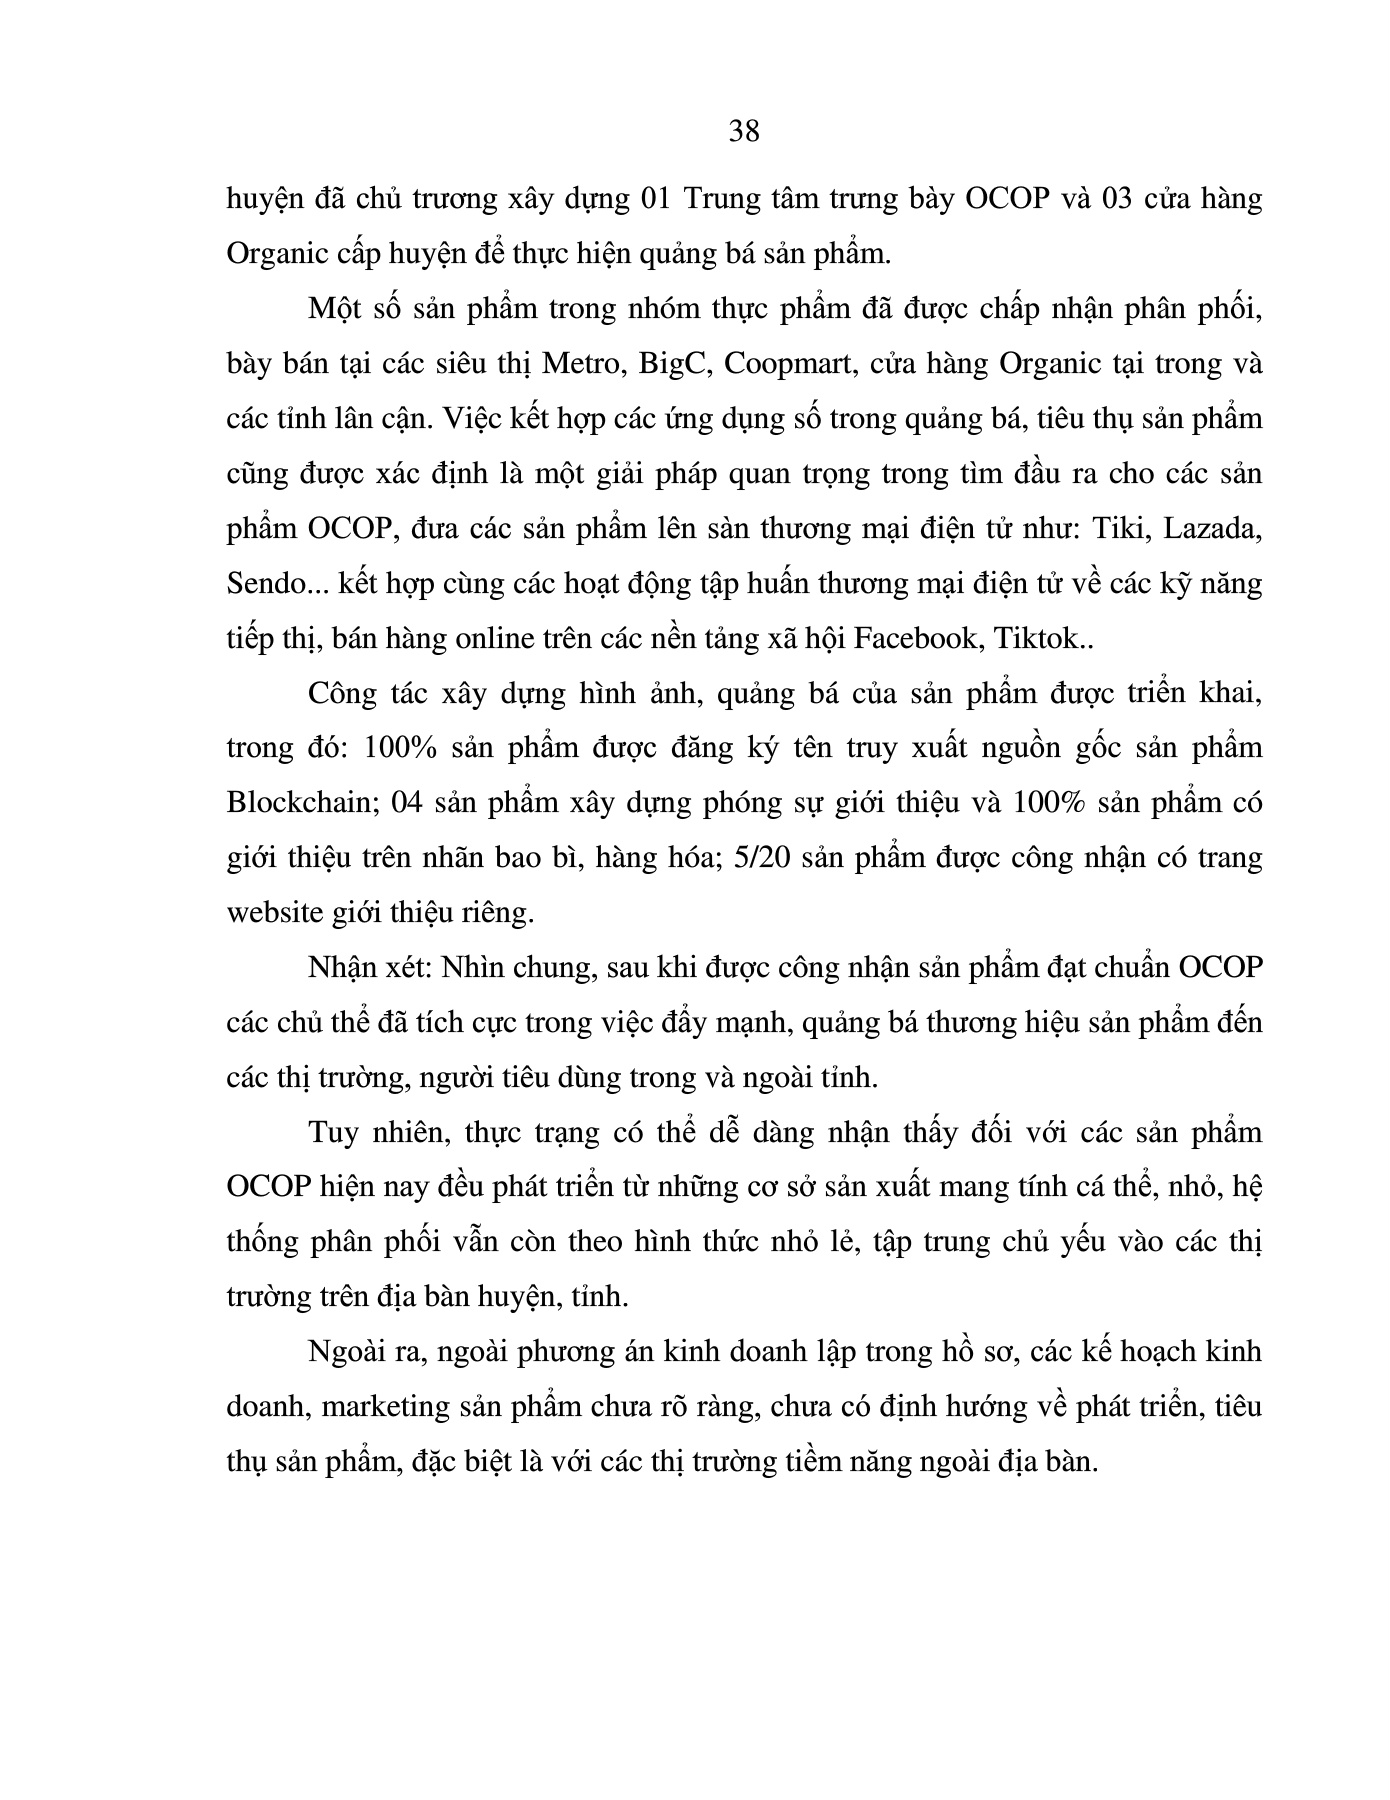 38
huyện đã chủ trương xây dựng 01 Trung tâm trưng bày OCOP và 03 cửa hàng
Organic cấp huyện để thực hiện quảng bá sản phẩm.
Một số sản phẩm trong nhóm thực phẩm đã được chấp nhận phân phối,
bày bán tại các siêu thị Metro, BigC, Coopmart, cửa hàng Organic tại trong và
các tỉnh lân cận. Việc kết hợp các ứng dụng số trong quảng bá, tiêu thụ sản phẩm
cũng được xác định là một giải pháp quan trọng trong tìm đầu ra cho các sản
phẩm OCOP, đưa các sản phẩm lên sàn thương mại điện tử như: Tiki, Lazada,
Sendo... kết hợp cùng các hoạt động tập huấn thương mại điện tử về các kỹ năng
tiếp thị, bán hàng online trên các nền tảng xã hội Facebook, Tiktok..
Công tác xây dựng hình ảnh, quảng bá của sản phẩm được triển khai,
trong đó: 100% sản phẩm được đăng ký tên truy xuất nguồn gốc sản phẩm
Blockchain; 04 sản phẩm xây dựng phóng sự giới thiệu và 100% sản phẩm có
giới thiệu trên nhãn bao bì, hàng hóa; 5/20 sản phẩm được công nhận có trang
website giới thiệu riêng.
Nhận xét: Nhìn chung, sau khi được công nhận sản phẩm đạt chuẩn OCOP
các chủ thể đã tích cực trong việc đẩy mạnh, quảng bá thương hiệu sản phẩm đến
các thị trường, người tiêu dùng trong và ngoài tỉnh.
Tuy nhiên, thực trạng có thể dễ dàng nhận thấy đối với các sản phẩm
OCOP hiện nay đều phát triển từ những cơ sở sản xuất mang tính cá thể, nhỏ, hệ
thống phân phối vẫn còn theo hình thức nhỏ lẻ, tập trung chủ yếu vào các thị
trường trên địa bàn huyện, tỉnh.
Ngoài ra, ngoài phương án kinh doanh lập trong hồ sơ, các kế hoạch kinh
doanh, marketing sản phẩm chưa rõ ràng, chưa có định hướng về phát triển, tiêu
thụ sản phẩm, đặc biệt là với các thị trường tiềm năng ngoài địa bàn.